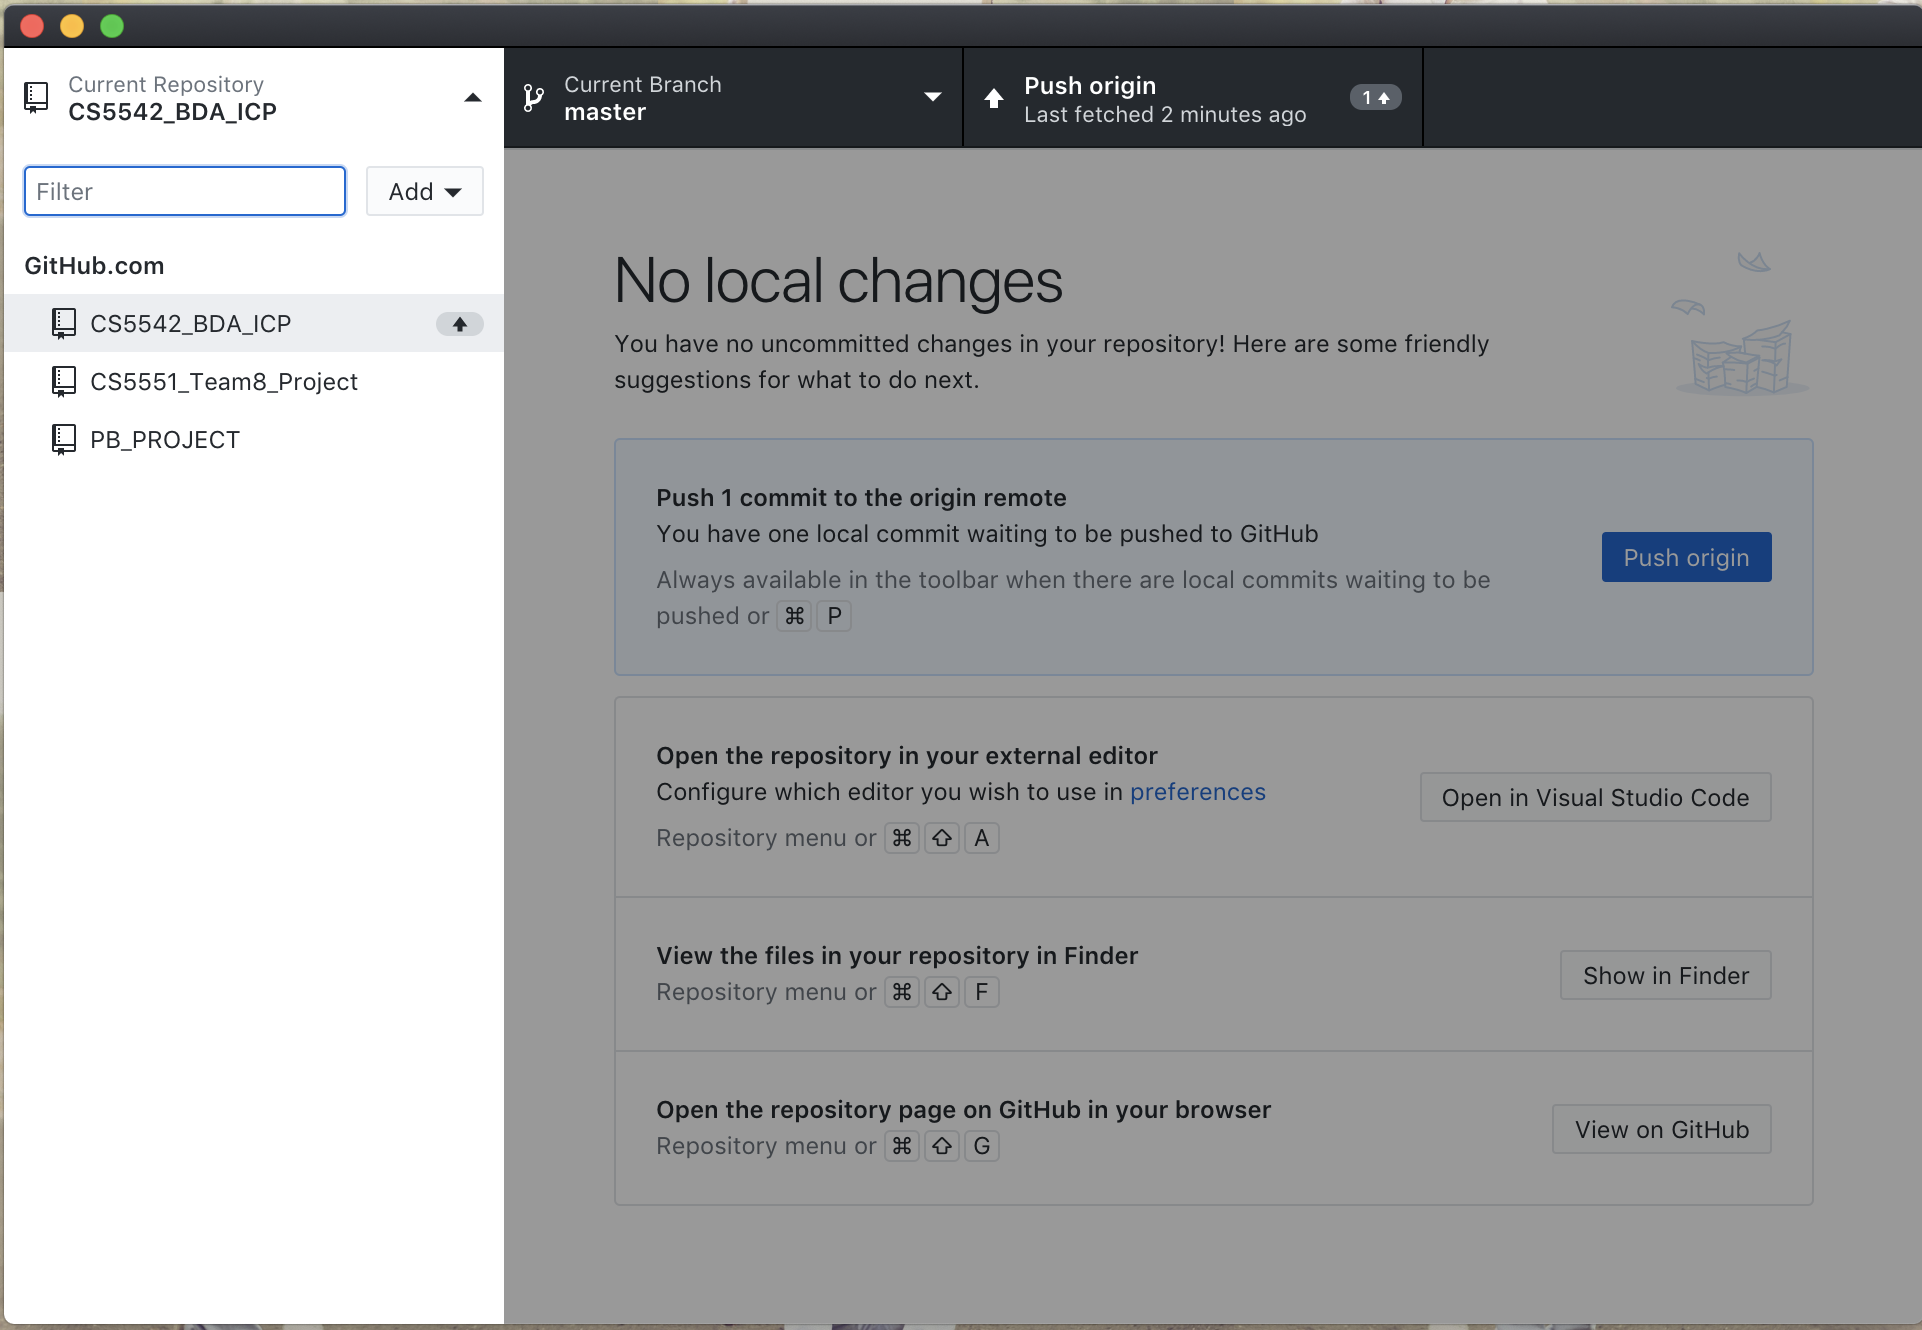 Current Repository
CS5542_BDA_ICP
Current Branch
master
Push origin
Last fetched 2 minutes ago
1
Filter
Add
GitHub.com
CS5542_BDA_ICP
CS5551_Team8_Project
PB_PROJECT
No local changes
You have no uncommitted changes in your repository! Here are some friendly
suggestions for what to do next.
Push 1 commit to the origin remote
You have one local commit waiting to be pushed to GitHub
Always available in the toolbar when there are local commits waiting to be
pushed or ⌘ P
Push origin
Open the repository in your external editor
Configure which editor you wish to use in preferences
Repository menu or ⌘ ⇧ A
Open in Visual Studio Code
View the files in your repository in Finder
Repository menu or ⌘ ⇧ F
Show in Finder
Open the repository page on GitHub in your browser
Repository menu or ⌘ ⇧ G
View on GitHub